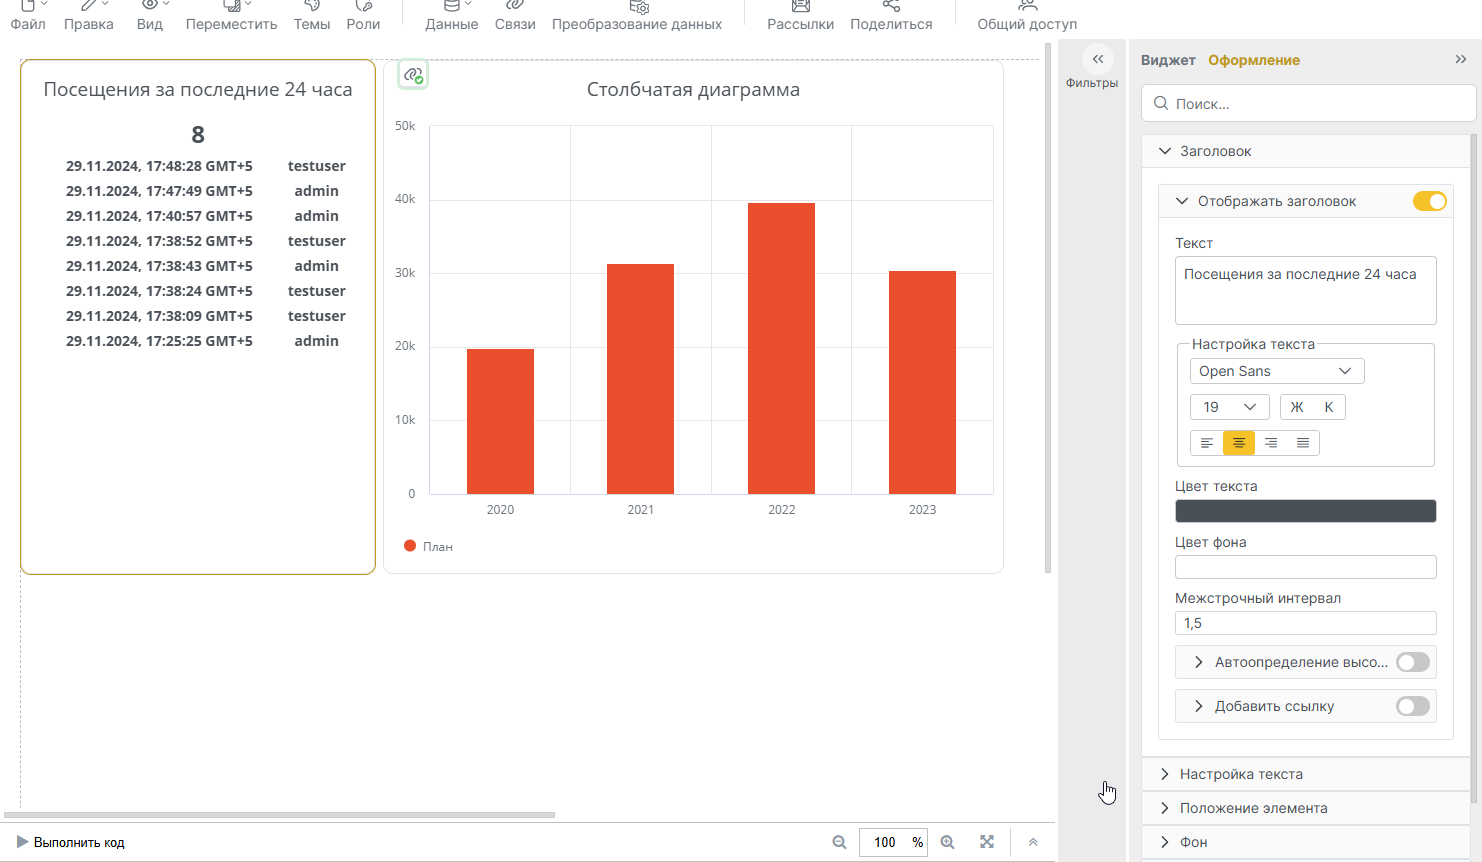 Файл Правка Вид Переместить Темы Роли Данные Связи Преобразование данных Рассылки Поделиться Общий доступ
Посещения за последние 24 часа
8
29.11.2024, 17:48:28 GMT+5 testuser
29.11.2024, 17:47:49 GMT+5 admin
29.11.2024, 17:40:57 GMT+5 admin
29.11.2024, 17:38:52 GMT+5 testuser
29.11.2024, 17:38:43 GMT+5 admin
29.11.2024, 17:38:24 GMT+5 testuser
29.11.2024, 17:38:09 GMT+5 testuser
29.11.2024, 17:25:25 GMT+5 admin
Столбчатая диаграмма
50k
40k
30k
20k
10k
0
2020 2021 2022 2023
План
Фильтры
Виджет Оформление
Поиск...
Заголовок
Отображать заголовок
Текст
Посещения за последние 24 часа
Настройка текста
Open Sans
19 Ж К
Цвет текста
Цвет фона
Межстрочный интервал
1,5
Автоопределение высо...
Добавить ссылку
Настройка текста
Положение элемента
Фон
Выполнить код
100 %